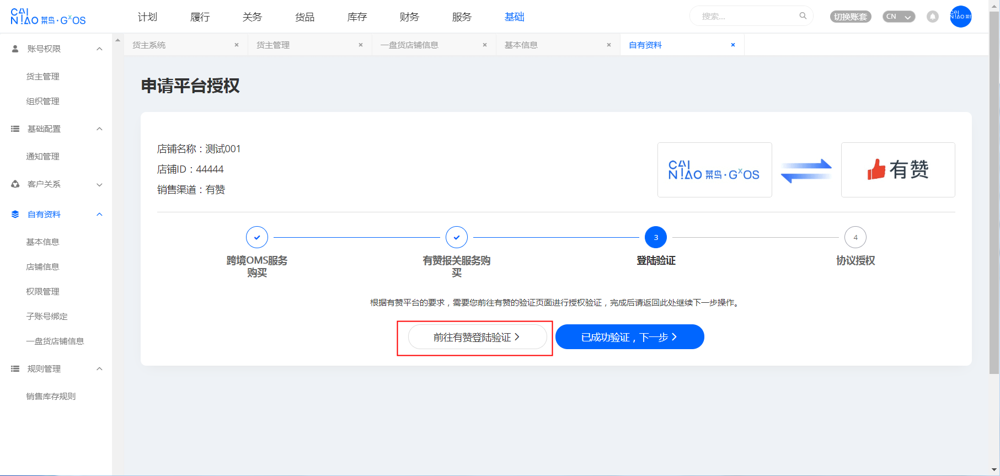 CAI
NIAO 菜鸟·GxOS
计划
履行
关务
货品
库存
财务
服务
基础
搜索...
切换账套
CN
CAI
NIAO 菜鸟
账号权限
货主管理
组织管理
基础配置
通知管理
客户关系
自有资料
基本信息
店铺信息
权限管理
子账号绑定
一盘货店铺信息
规则管理
销售库存规则
货主系统 ×
货主管理 ×
一盘货店铺信息 ×
基本信息 ×
自有资料 ×
申请平台授权
店铺名称：测试001
店铺ID：44444
销售渠道：有赞
CAI
NIAO 菜鸟·GxOS
有赞
3
4
跨境OMS服务
购买
有赞报关服务购
买
登陆验证
协议授权
根据有赞平台的要求，需要您前往有赞的验证页面进行授权验证，完成后请返回此处继续下一步操作。
前往有赞登陆验证 >
已成功验证，下一步 >